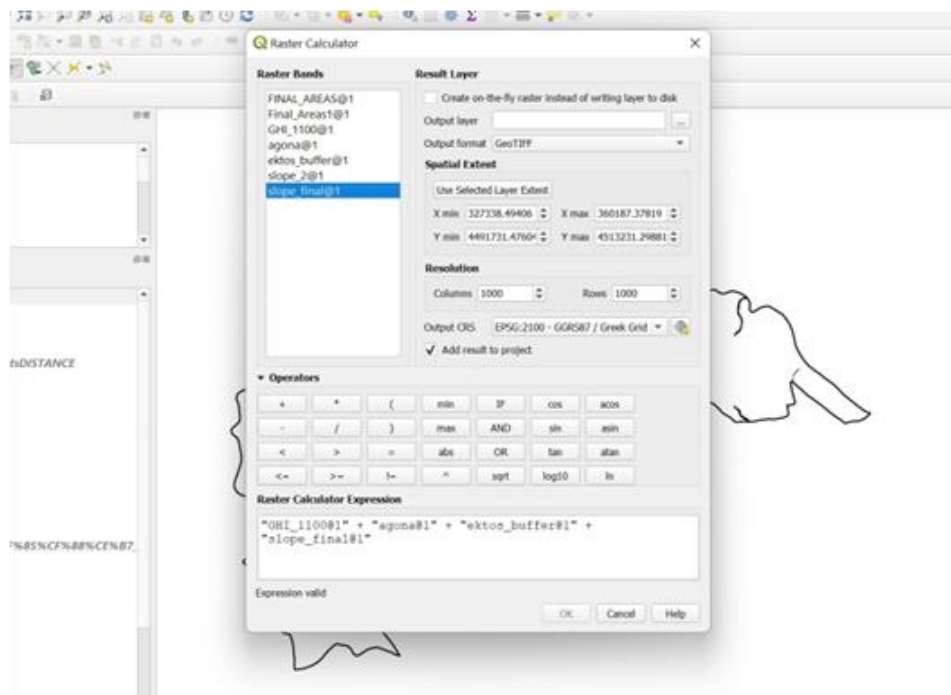 Raster Calculator
Raster Bands
FINAL_AREAS@1
Final_Areas1@1
GHI_1100@1
agona@1
ektos_buffer@1
slope_2@1
slope_final@1
Result Layer
Create on-the-fly raster instead of writing layer to disk
Output layer
...
Output format GeoTIFF
Spatial Extent
Use Selected Layer Extent
X min 327338.49406 X max 360187.37819
Y min 4491731.4760 Y max 4513231.29881
Resolution
Columns 1000 Rows 1000
Output CRS EPSG:2100 - GGRS87 / Greek Grid
Add result to project
Operators
+ * ( min IF cos acos
- / ) max AND sin asin
< > = abs OR tan atan
<= >= != ^ sqrt log10 ln
Raster Calculator Expression
"GHI_1100@1" + "agona@1" + "ektos_buffer@1" +
"slope_final@1"
Expression valid
OK Cancel Help
tsDISTANCE